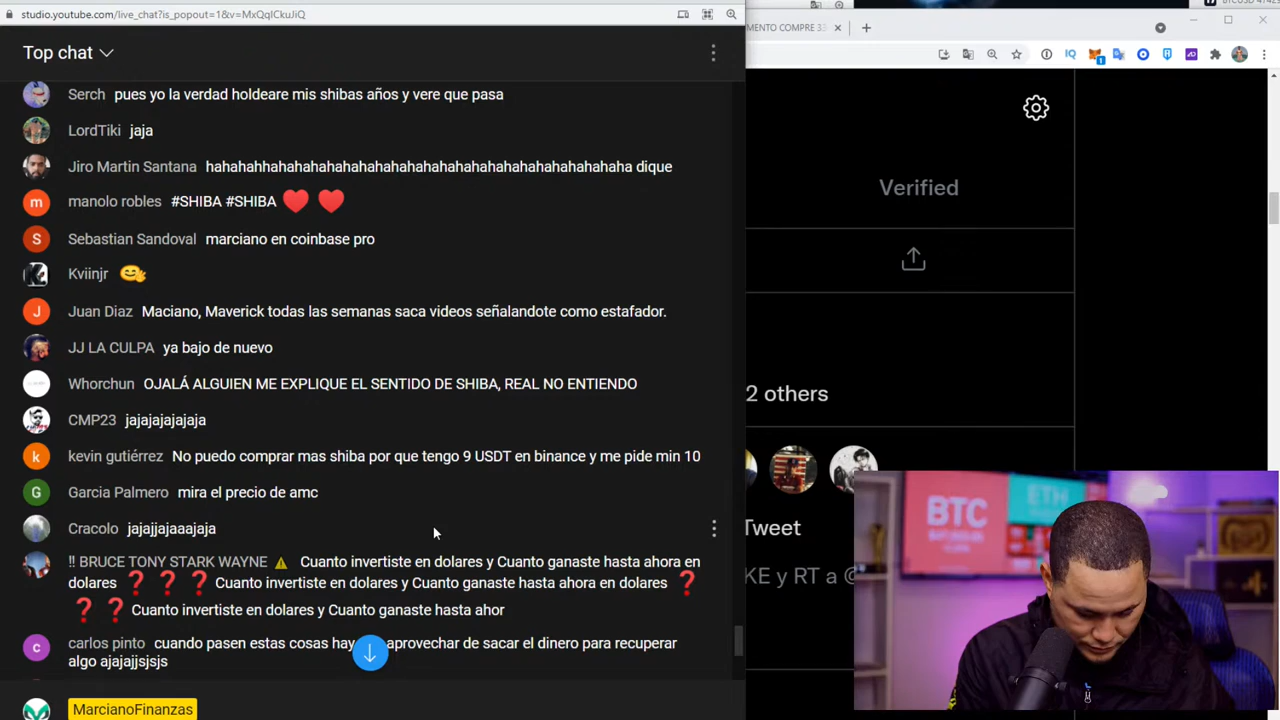 studio.youtube.com/live_chat?is_popout=1&v=MxQqlCkuJiQ
MENTO COMPRE 33
Top chat
Serch pues yo la verdad holdeare mis shibas años y vere que pasa
LordTiki jaja
Jiro Martin Santana hahahahhahahahahahahahahahahahahahahahahahahahahahahaha dique
manolo robles #SHIBA #SHIBA
Sebastian Sandoval marciano en coinbase pro
Kviinjr
Juan Diaz Maciano, Maverick todas las semanas saca videos señalandote como estafador.
JJ LA CULPA ya bajo de nuevo
Whorchun OJALÁ ALGUIEN ME EXPLIQUE EL SENTIDO DE SHIBA, REAL NO ENTIENDO
CMP23 jajajajajajaja
kevin gutiérrez No puedo comprar mas shiba por que tengo 9 USDT en binance y me pide min 10
Garcia Palmero mira el precio de amc
Cracolo jajajjajaaajaja
!! BRUCE TONY STARK WAYNE ⚠ Cuanto invertiste en dolares y Cuanto ganaste hasta ahora en
dolares ❓ ❓ ❓ Cuanto invertiste en dolares y Cuanto ganaste hasta ahora en dolares ❓
❓ ❓ Cuanto invertiste en dolares y Cuanto ganaste hasta ahor
carlos pinto cuando pasen estas cosas hay aprovechar de sacar el dinero para recuperar
algo ajajajjsjsjs
MarcianoFinanzas
Verified
2 others
Tweet
KE y RT a @
BTC
ETH